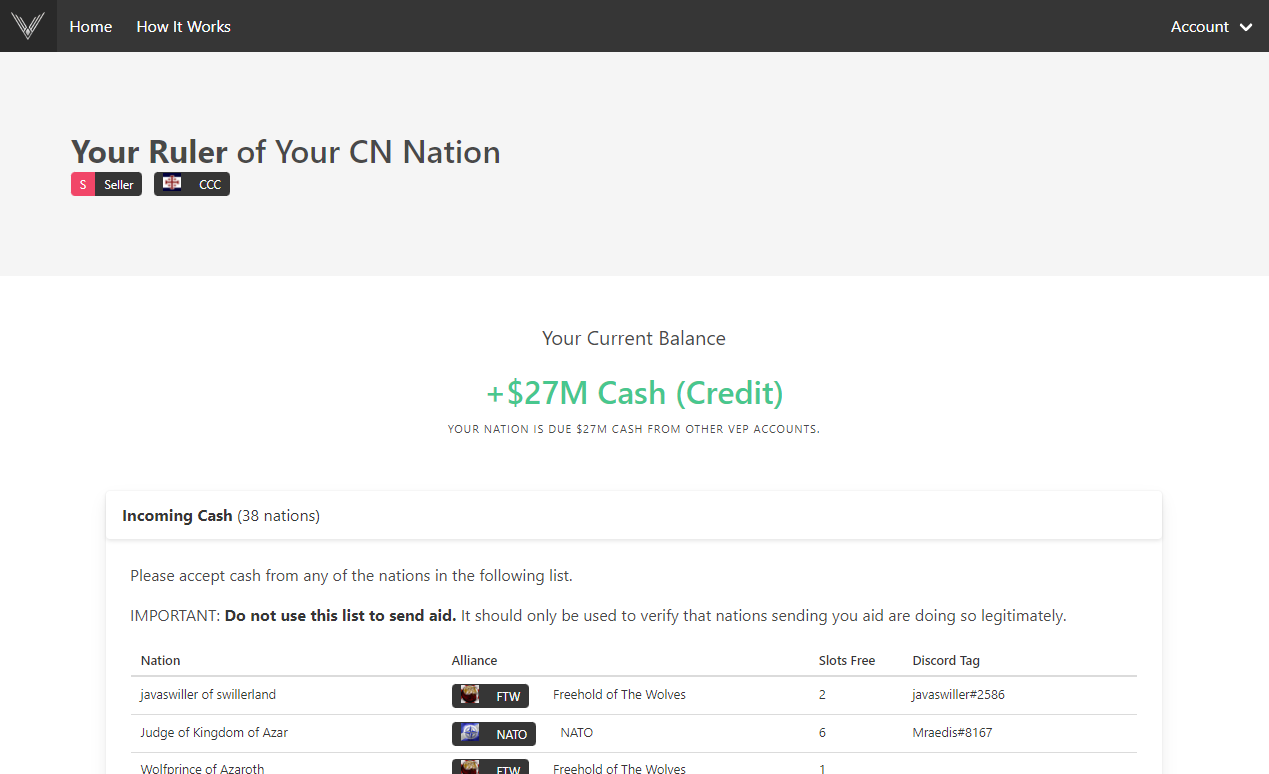 Home How It Works Account
Your Ruler of Your CN Nation
S Seller CCC
Your Current Balance
+$27M Cash (Credit)
YOUR NATION IS DUE $27M CASH FROM OTHER VEP ACCOUNTS.
Incoming Cash (38 nations)
Please accept cash from any of the nations in the following list.
IMPORTANT: Do not use this list to send aid. It should only be used to verify that nations sending you aid are doing so legitimately.
Nation Alliance Slots Free Discord Tag
javaswiller of swillerland FTW Freehold of The Wolves 2 javaswiller#2586
Judge of Kingdom of Azar NATO NATO 6 Mraedis#8167
Wolfprince of Azaroth FTW Freehold of The Wolves 1